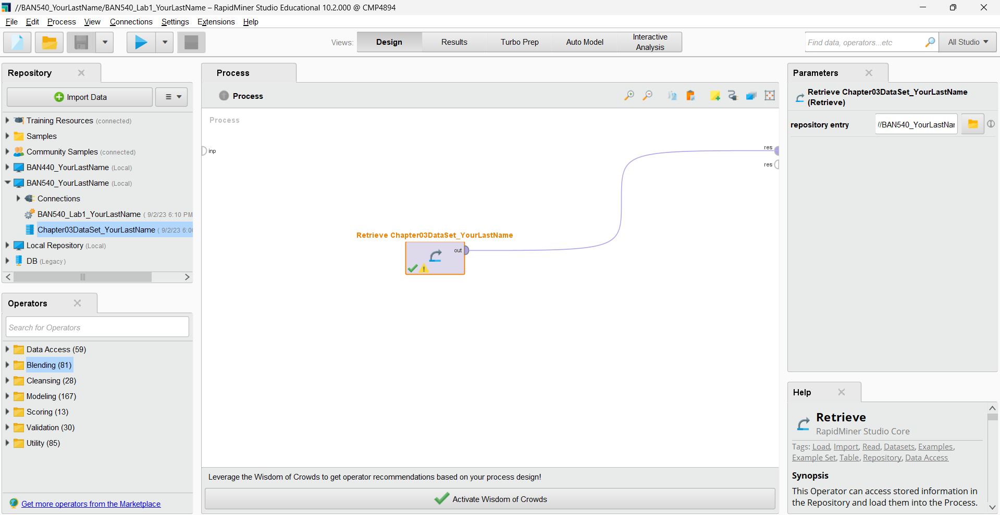 //BAN540_YourLastName/BAN540_Lab1_YourLastName – RapidMiner Studio Educational 10.2.000 @ CMP4894
File Edit Process View Connections Settings Extensions Help
Views: Design Results Turbo Prep Auto Model Interactive Analysis
Find data, operators...etc All Studio
Repository
Import Data
Training Resources (connected)
Samples
Community Samples (connected)
BAN440_YourLastName (Local)
BAN540_YourLastName (Local)
Connections
BAN540_Lab1_YourLastName ( 9/2/23 6:10 PM
Chapter03DataSet_YourLastName ( 9/2/23 6:0
Local Repository (Local)
DB (Legacy)
Operators
Search for Operators
Data Access (59)
Blending (81)
Cleansing (28)
Modeling (167)
Scoring (13)
Validation (30)
Utility (85)
Get more operators from the Marketplace
Process
Process
Process
inp
res
res
Retrieve Chapter03DataSet_YourLastName
out
Leverage the Wisdom of Crowds to get operator recommendations based on your process design!
Activate Wisdom of Crowds
Parameters
Retrieve Chapter03DataSet_YourLastName
(Retrieve)
repository entry //BAN540_YourLastNar
Help
Retrieve
RapidMiner Studio Core
Tags: Load, Import, Read, Datasets, Examples,
Example Set, Table, Repository, Data Access
Synopsis
This Operator can access stored information in
the Repository and load them into the Process.